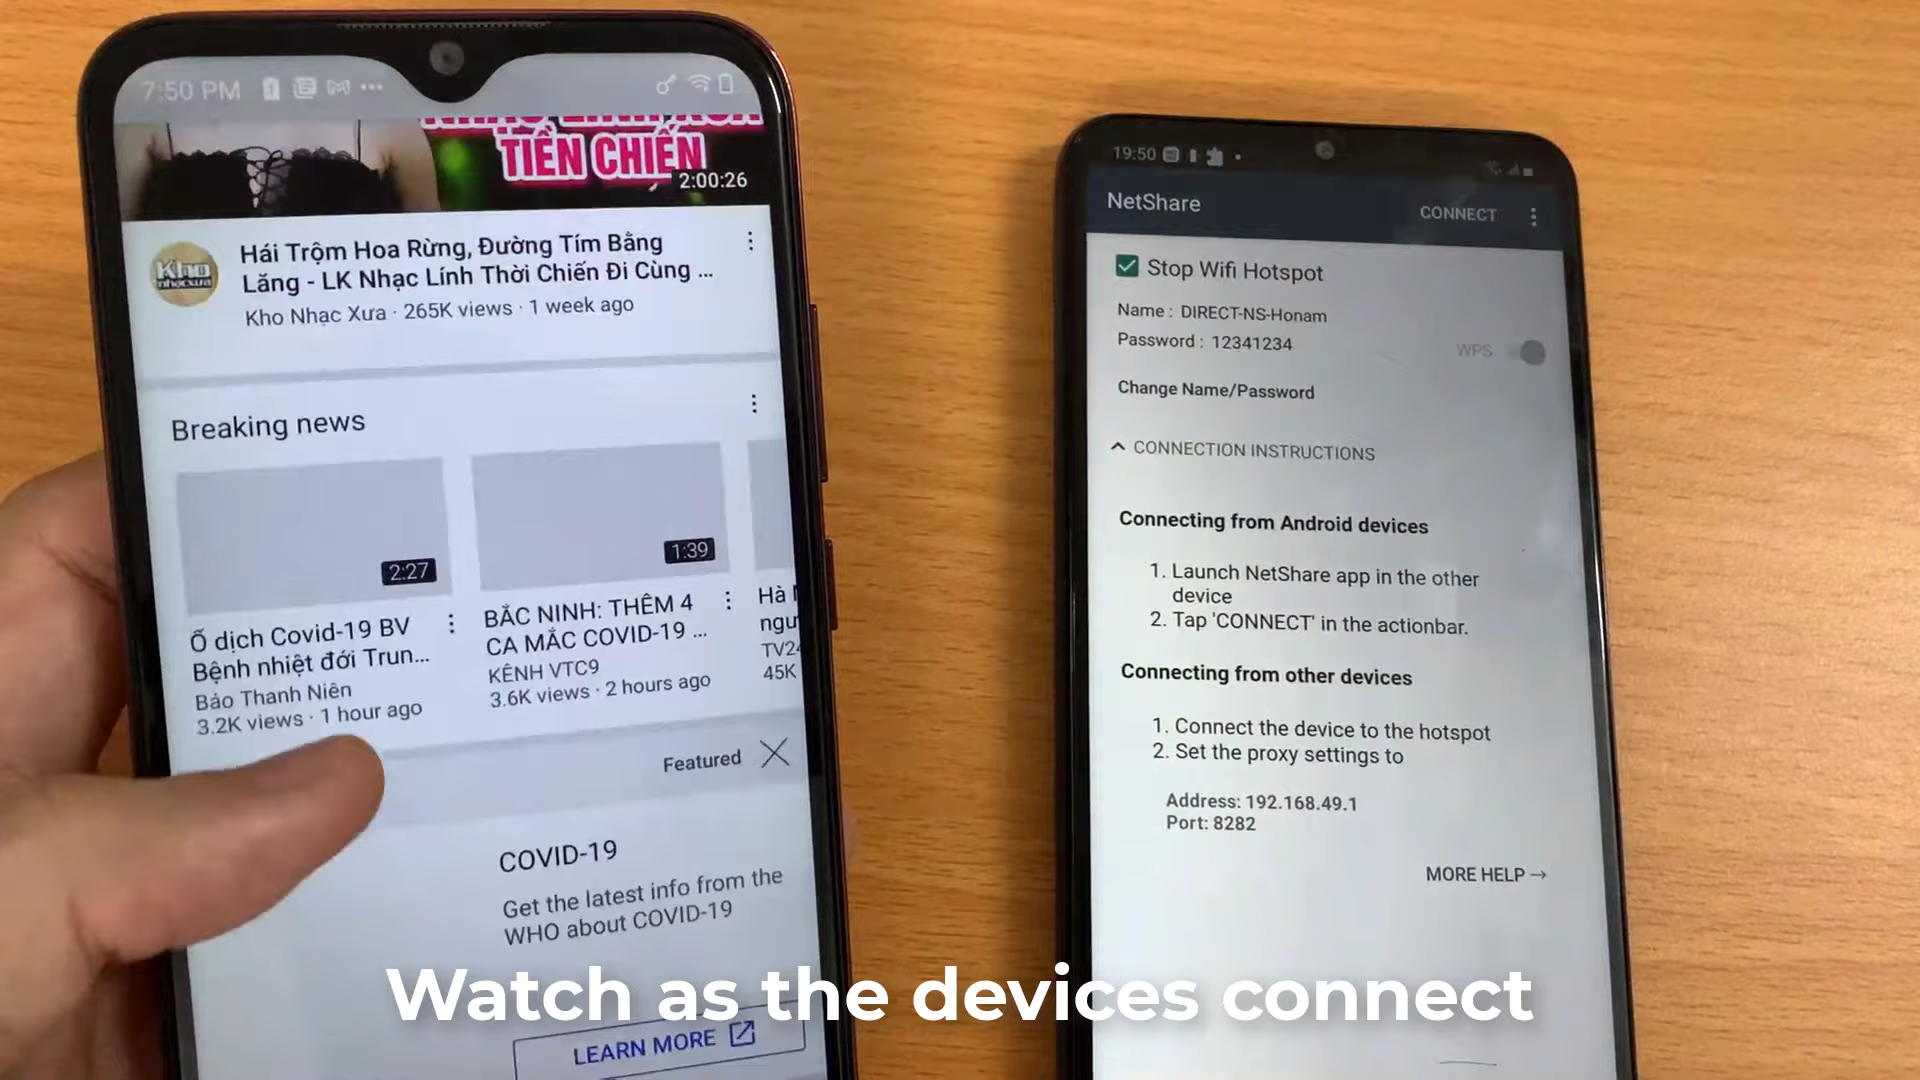 7:50 PM
TIỀN CHIẾN
2:00:26
Kho
nhạcxưa
Hái Trộm Hoa Rừng, Đường Tím Bằng
Lăng - LK Nhạc Lính Thời Chiến Đi Cùng ...
Kho Nhạc Xưa · 265K views · 1 week ago
Breaking news
2:27
1:39
Ổ dịch Covid-19 BV
Bệnh nhiệt đới Trun...
Báo Thanh Niên
3.2K views · 1 hour ago
BẮC NINH: THÊM 4
CA MẮC COVID-19 ...
KÊNH VTC9
3.6K views · 2 hours ago
Hà
TV24
45K
Featured
COVID-19
Get the latest info from the
WHO about COVID-19
LEARN MORE
19:50
NetShare
CONNECT
Stop Wifi Hotspot
Name : DIRECT-NS-Honam
Password : 12341234
WPS
Change Name/Password
CONNECTION INSTRUCTIONS
Connecting from Android devices
1. Launch NetShare app in the other
device
2. Tap 'CONNECT' in the actionbar.
Connecting from other devices
1. Connect the device to the hotspot
2. Set the proxy settings to
Address: 192.168.49.1
Port: 8282
MORE HELP →
Watch as the devices connect